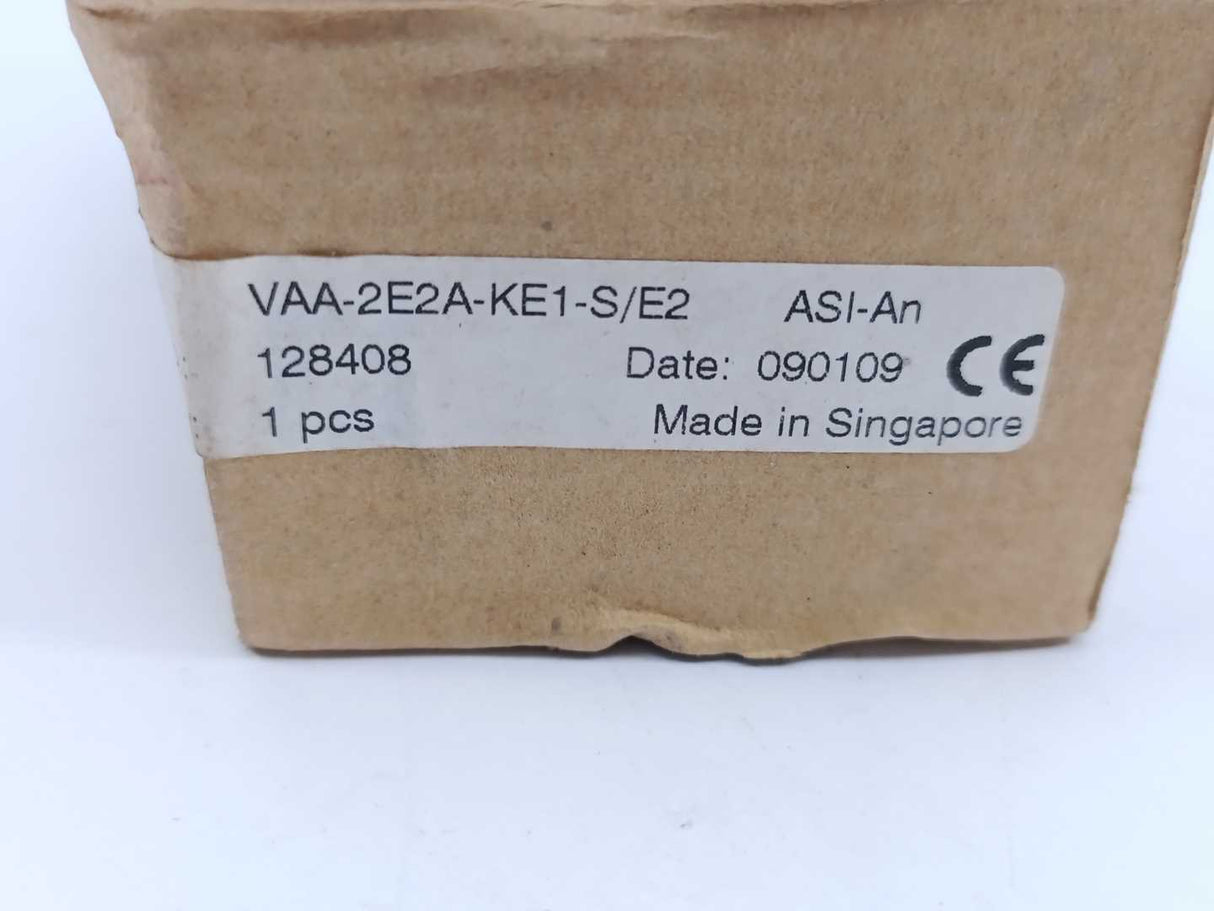 VAA-2E2A-KE1-S/E2 ASI-An
128408 Date: 090109 CE
1 pcs Made in Singapore